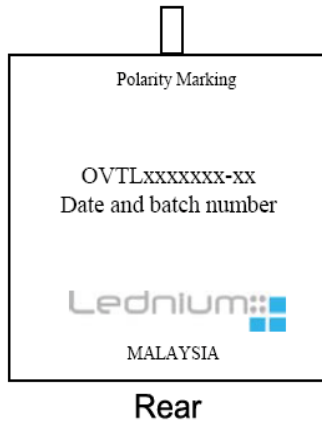 Polarity Marking
OVTLxxxxxxx-xx
Date and batch number
Lednium
MALAYSIA
Rear